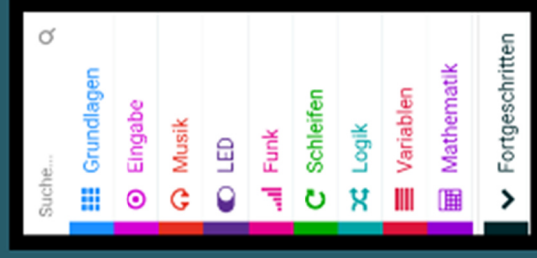 Suche...
Grundlagen
Eingabe
Musik
LED
Funk
Schleifen
Logik
Variablen
Mathematik
Fortgeschritten